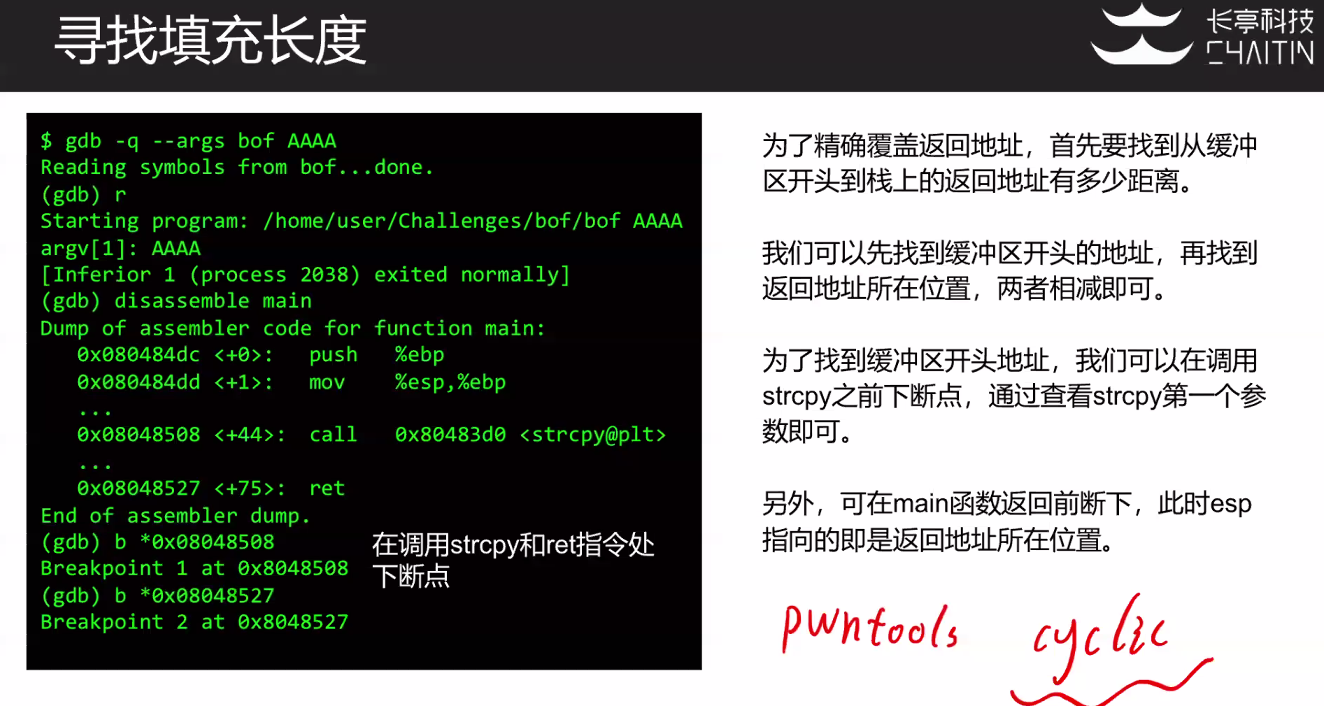 寻找填充长度
长亭科技
CHAITIN
$ gdb -q --args bof AAAA
Reading symbols from bof...done.
(gdb) r
Starting program: /home/user/Challenges/bof/bof AAAA
argv[1]: AAAA
[Inferior 1 (process 2038) exited normally]
(gdb) disassemble main
Dump of assembler code for function main:
0x080484dc <+0>: push %ebp
0x080484dd <+1>: mov %esp,%ebp
...
0x08048508 <+44>: call 0x80483d0 <strcpy@plt>
...
0x08048527 <+75>: ret
End of assembler dump.
(gdb) b *0x08048508
Breakpoint 1 at 0x8048508
(gdb) b *0x08048527
Breakpoint 2 at 0x8048527
在调用strcpy和ret指令处
下断点
为了精确覆盖返回地址，首先要找到从缓冲
区开头到栈上的返回地址有多少距离。
我们可以先找到缓冲区开头的地址，再找到
返回地址所在位置，两者相减即可。
为了找到缓冲区开头地址，我们可以在调用
strcpy之前下断点，通过查看strcpy第一个参
数即可。
另外，可在main函数返回前断下，此时esp
指向的即是返回地址所在位置。
pwntools cyclic